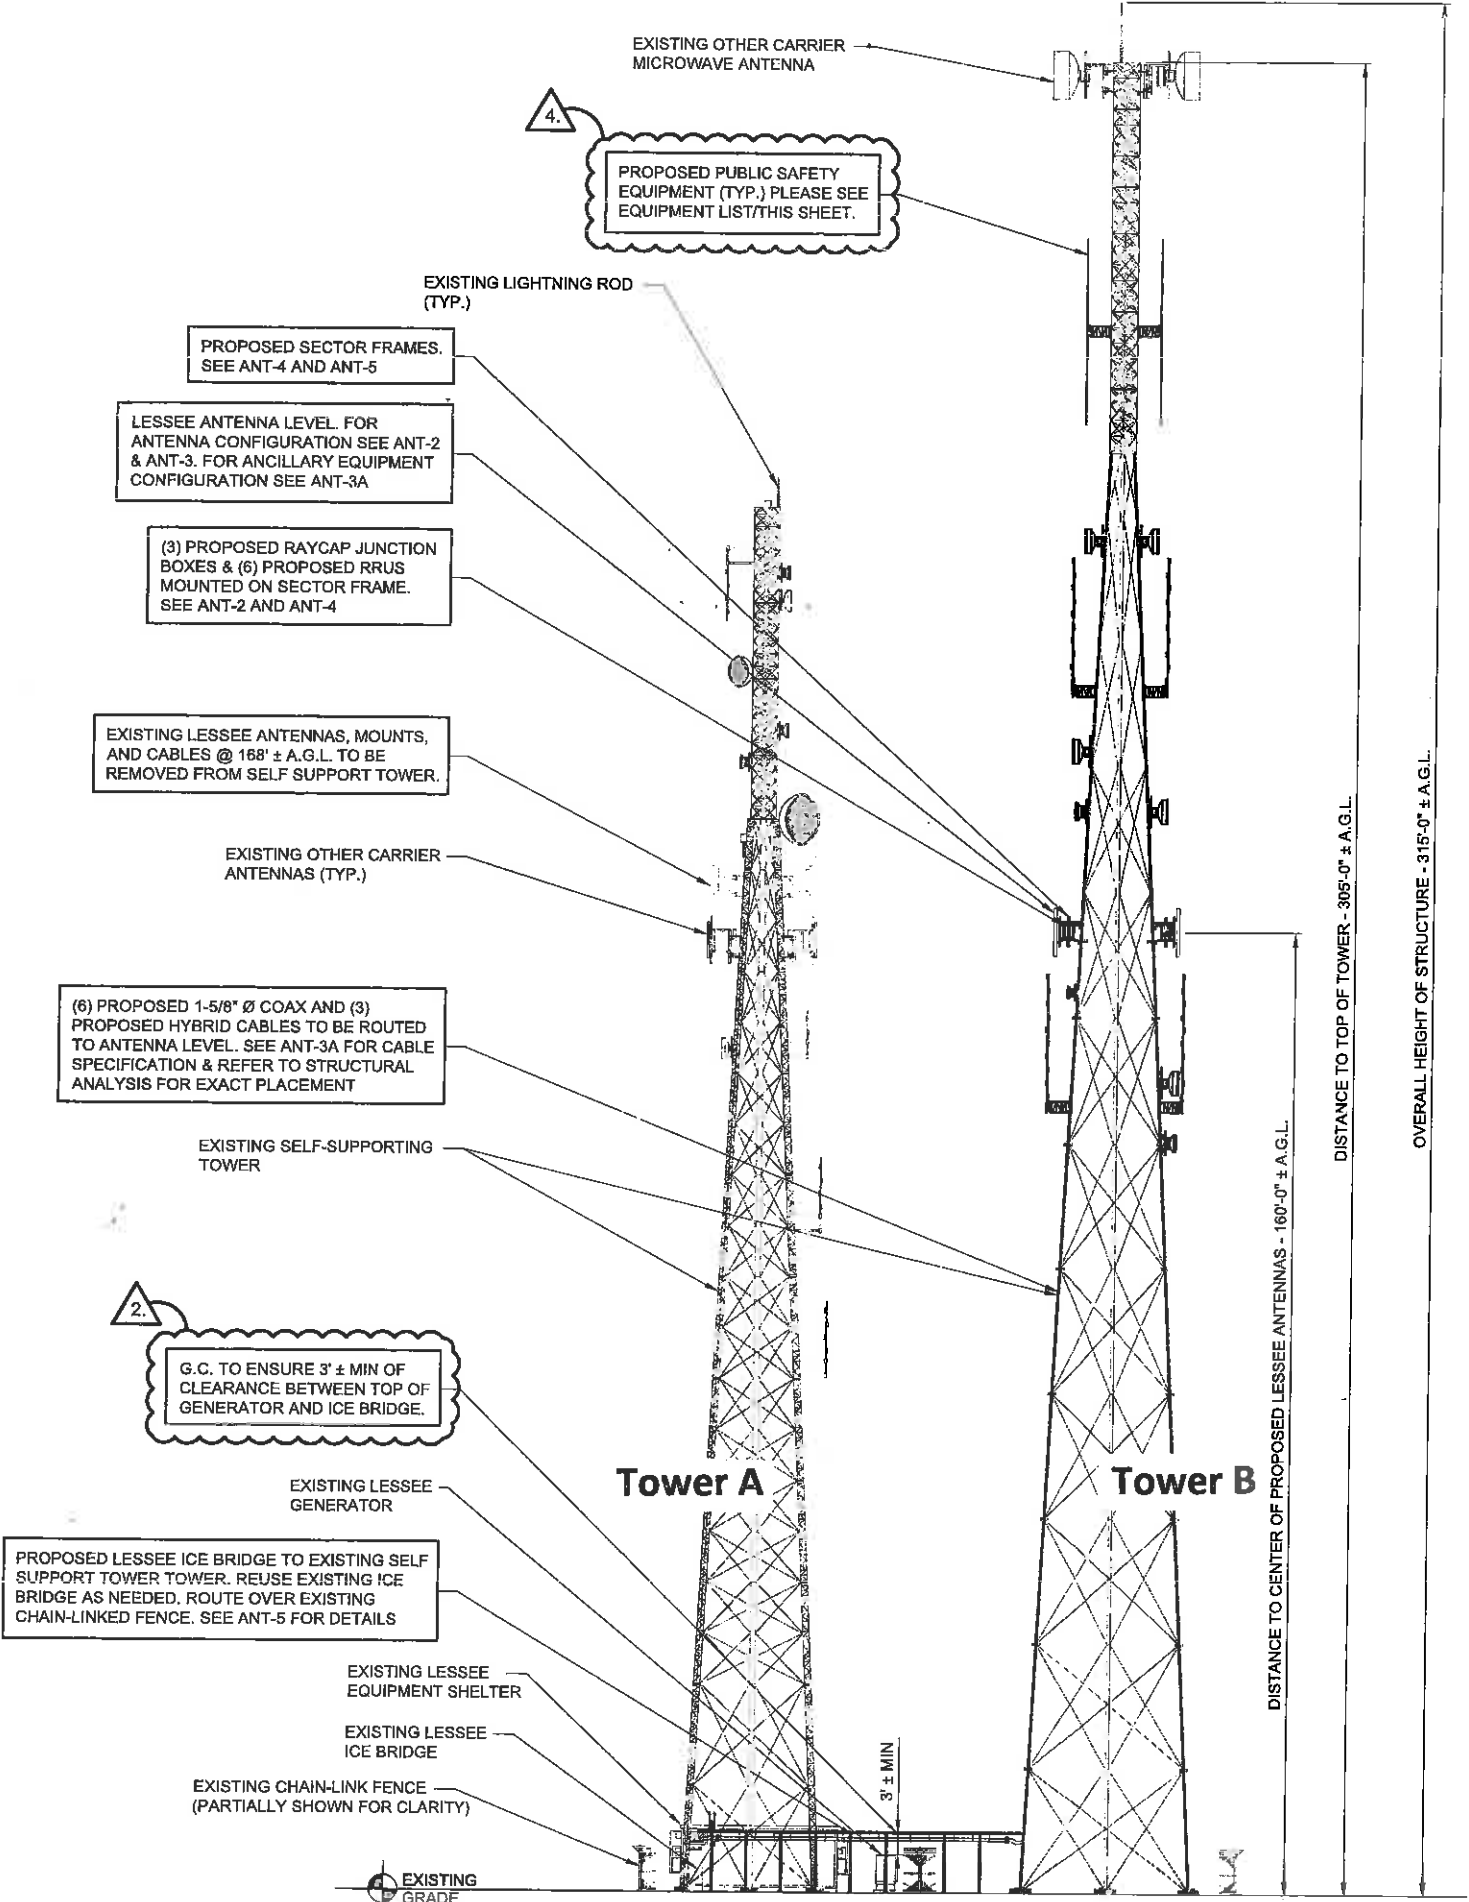 EXISTING OTHER CARRIER
MICROWAVE ANTENNA
4.
PROPOSED PUBLIC SAFETY
EQUIPMENT (TYP.) PLEASE SEE
EQUIPMENT LIST/THIS SHEET.
EXISTING LIGHTNING ROD
(TYP.)
PROPOSED SECTOR FRAMES.
SEE ANT-4 AND ANT-5
LESSEE ANTENNA LEVEL. FOR
ANTENNA CONFIGURATION SEE ANT-2
& ANT-3. FOR ANCILLARY EQUIPMENT
CONFIGURATION SEE ANT-3A
(3) PROPOSED RAYCAP JUNCTION
BOXES & (6) PROPOSED RRUS
MOUNTED ON SECTOR FRAME.
SEE ANT-2 AND ANT-4
EXISTING LESSEE ANTENNAS, MOUNTS,
AND CABLES @ 168' ± A.G.L. TO BE
REMOVED FROM SELF SUPPORT TOWER.
EXISTING OTHER CARRIER
ANTENNAS (TYP.)
(6) PROPOSED 1-5/8" Ø COAX AND (3)
PROPOSED HYBRID CABLES TO BE ROUTED
TO ANTENNA LEVEL. SEE ANT-3A FOR CABLE
SPECIFICATION & REFER TO STRUCTURAL
ANALYSIS FOR EXACT PLACEMENT
EXISTING SELF-SUPPORTING
TOWER
2.
G.C. TO ENSURE 3' ± MIN OF
CLEARANCE BETWEEN TOP OF
GENERATOR AND ICE BRIDGE.
Tower A
Tower B
EXISTING LESSEE
GENERATOR
PROPOSED LESSEE ICE BRIDGE TO EXISTING SELF
SUPPORT TOWER TOWER. REUSE EXISTING ICE
BRIDGE AS NEEDED. ROUTE OVER EXISTING
CHAIN-LINKED FENCE. SEE ANT-5 FOR DETAILS
EXISTING LESSEE
EQUIPMENT SHELTER
EXISTING LESSEE
ICE BRIDGE
EXISTING CHAIN-LINK FENCE
(PARTIALLY SHOWN FOR CLARITY)
3' ± MIN
EXISTING
GRADE
DISTANCE TO CENTER OF PROPOSED LESSEE ANTENNAS - 160'-0" ± A.G.L.
DISTANCE TO TOP OF TOWER - 305'-0" ± A.G.L.
OVERALL HEIGHT OF STRUCTURE - 315'-0" ± A.G.L.